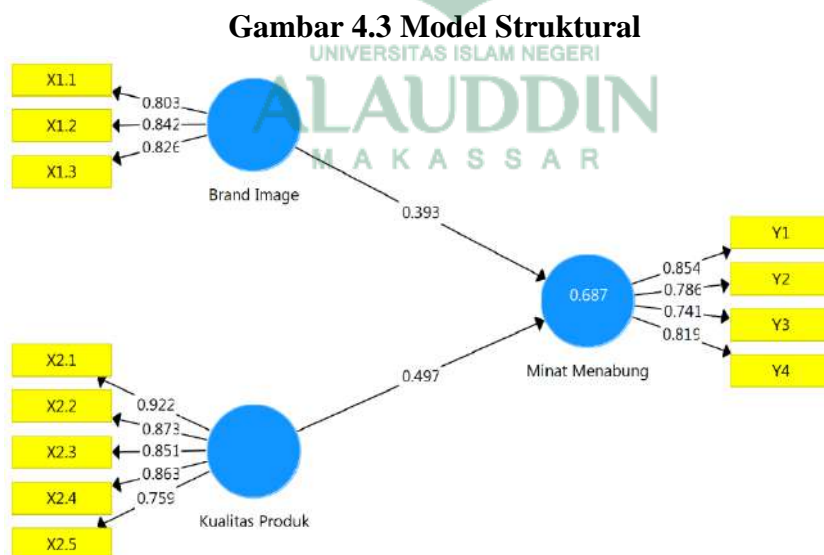 Gambar 4.3 Model Struktural
UNIVERSITAS ISLAM NEGERI
ALAUDDIN
MAKASSAR
X1.1
X1.2
X1.3
0.803
0.842
0.826
Brand Image
0.393
X2.1
X2.2
X2.3
X2.4
X2.5
0.922
0.873
0.851
0.863
0.759
Kualitas Produk
0.497
0.687
Minat Menabung
0.854
0.786
0.741
0.819
Y1
Y2
Y3
Y4